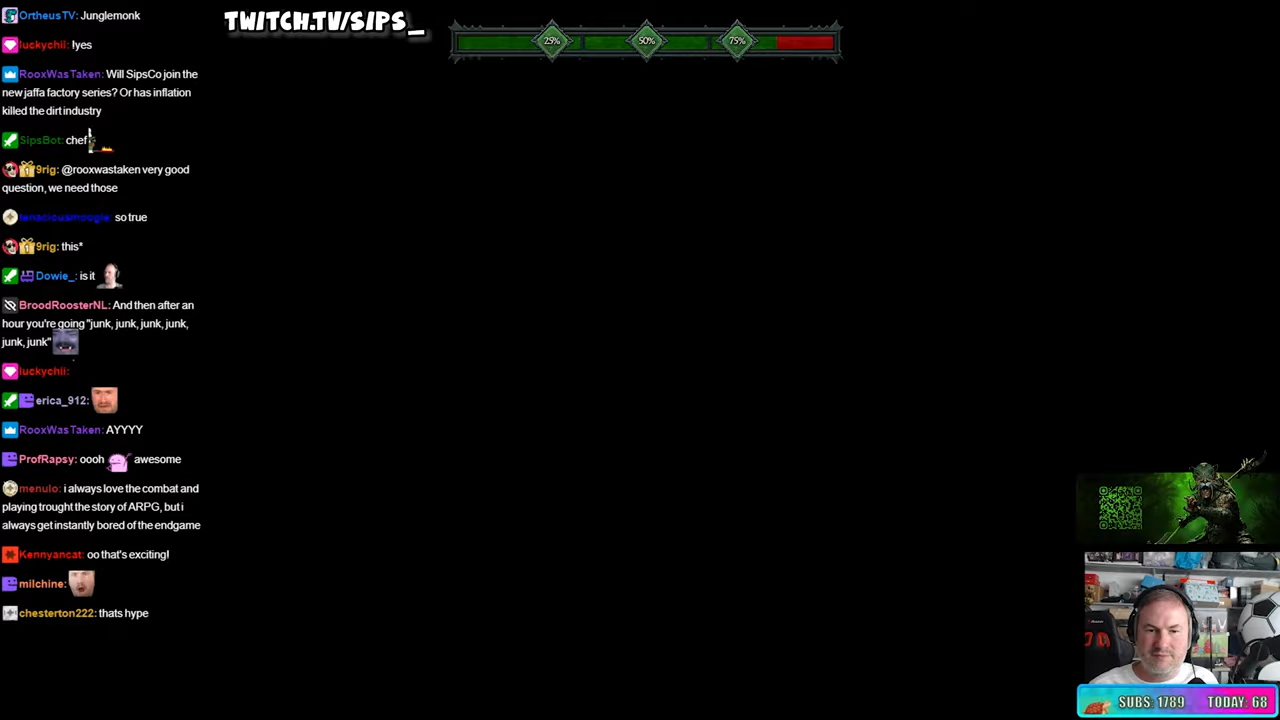 TWITCH.TV/SIPS_
25%
50%
75%
OrtheusTV: Junglemonk
luckychii: !yes
RooxWasTaken: Will SipsCo join the
new jaffa factory series? Or has inflation
killed the dirt industry
SipsBot: chef
9rig: @rooxwastaken very good
question, we need those
tenaciousmoogle: so true
9rig: this*
Dowie_: is it
BroodRoosterNL: And then after an
hour you're going "junk, junk, junk, junk,
junk, junk"
luckychii:
erica_912:
RooxWasTaken: AYYYY
ProfRapsy: oooh awesome
menulo: i always love the combat and
playing trought the story of ARPG, but i
always get instantly bored of the endgame
Kennyancat: oo that's exciting!
milchine:
chesterton222: thats hype
SUBS: 1789 TODAY: 68